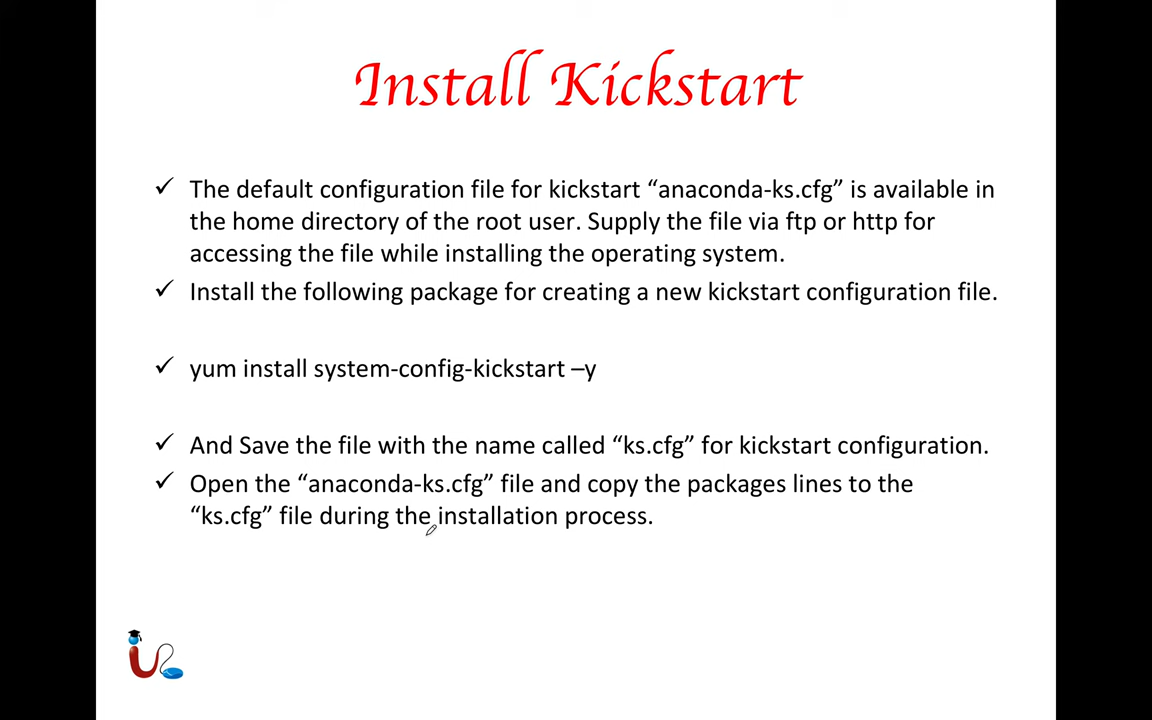 Install Kickstart
✓ The default configuration file for kickstart “anaconda-ks.cfg” is available in
the home directory of the root user. Supply the file via ftp or http for
accessing the file while installing the operating system.
✓ Install the following package for creating a new kickstart configuration file.
✓ yum install system-config-kickstart –y
✓ And Save the file with the name called “ks.cfg” for kickstart configuration.
✓ Open the “anaconda-ks.cfg” file and copy the packages lines to the
“ks.cfg” file during the installation process.